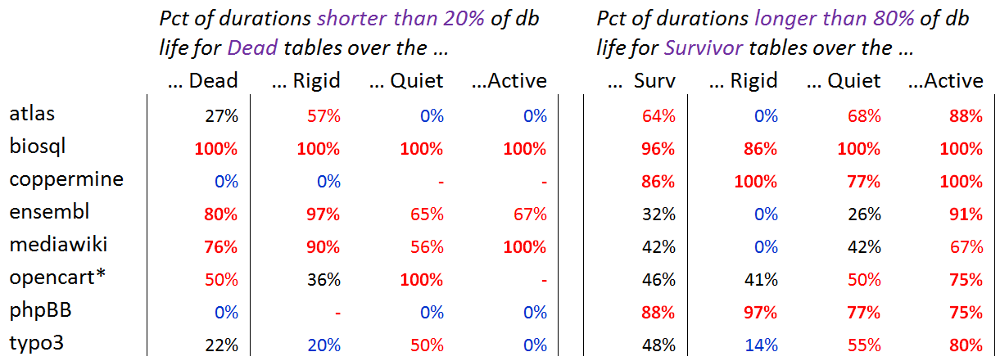 Pct of durations shorter than 20% of db life for Dead tables over the …
Pct of durations longer than 80% of db life for Survivor tables over the …
… Dead … Rigid … Quiet …Active … Surv … Rigid … Quiet …Active
atlas 27% 57% 0% 0% 64% 0% 68% 88%
biosql 100% 100% 100% 100% 96% 86% 100% 100%
coppermine 0% 0% - - 86% 100% 77% 100%
ensembl 80% 97% 65% 67% 32% 0% 26% 91%
mediawiki 76% 90% 56% 100% 42% 0% 42% 67%
opencart* 50% 36% 100% - 46% 41% 50% 75%
phpBB 0% - 0% 0% 88% 97% 77% 75%
typo3 22% 20% 50% 0% 48% 14% 55% 80%